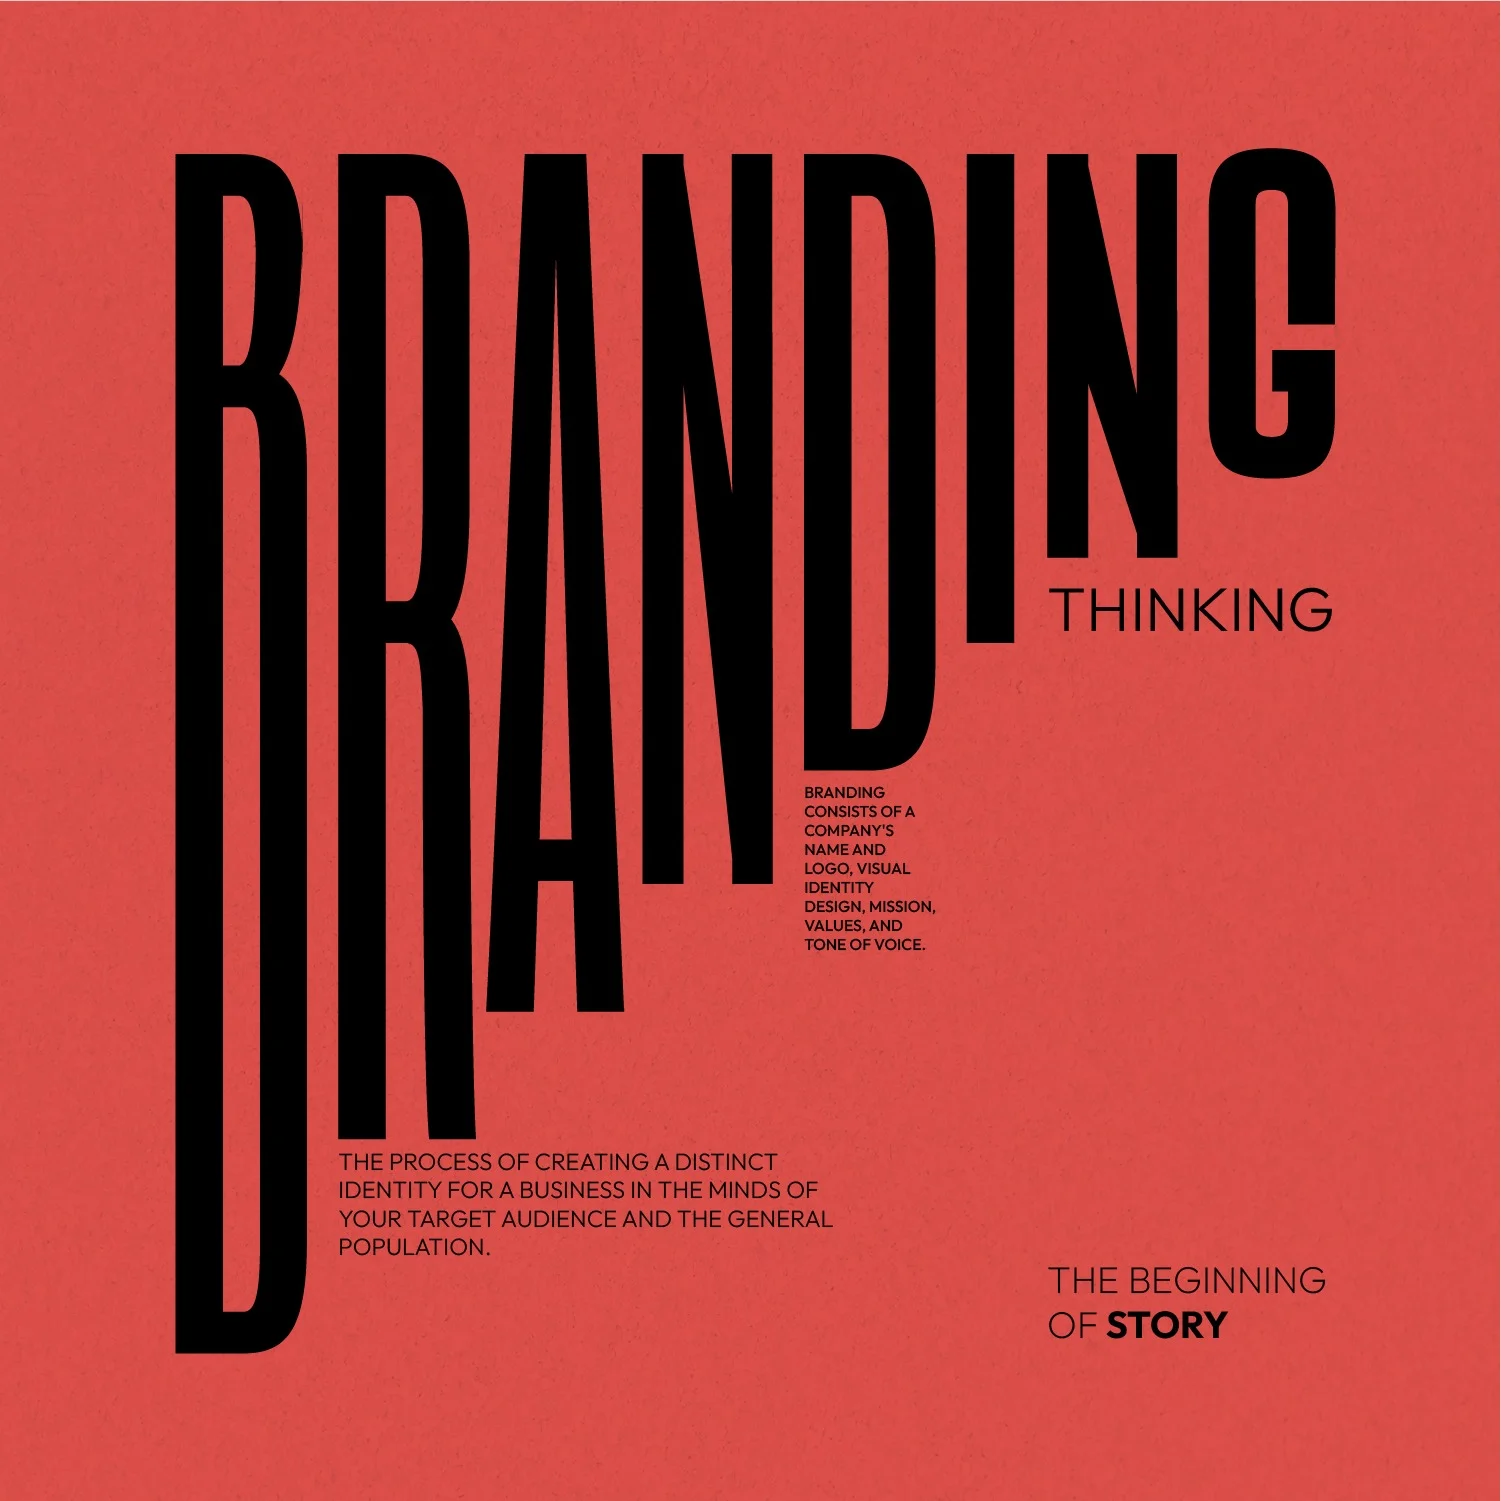 BRANDING
THINKING
BRANDING
CONSISTS OF A
COMPANY'S
NAME AND
LOGO, VISUAL
IDENTITY
DESIGN, MISSION,
VALUES, AND
TONE OF VOICE.
THE PROCESS OF CREATING A DISTINCT
IDENTITY FOR A BUSINESS IN THE MINDS OF
YOUR TARGET AUDIENCE AND THE GENERAL
POPULATION.
THE BEGINNING
OF STORY